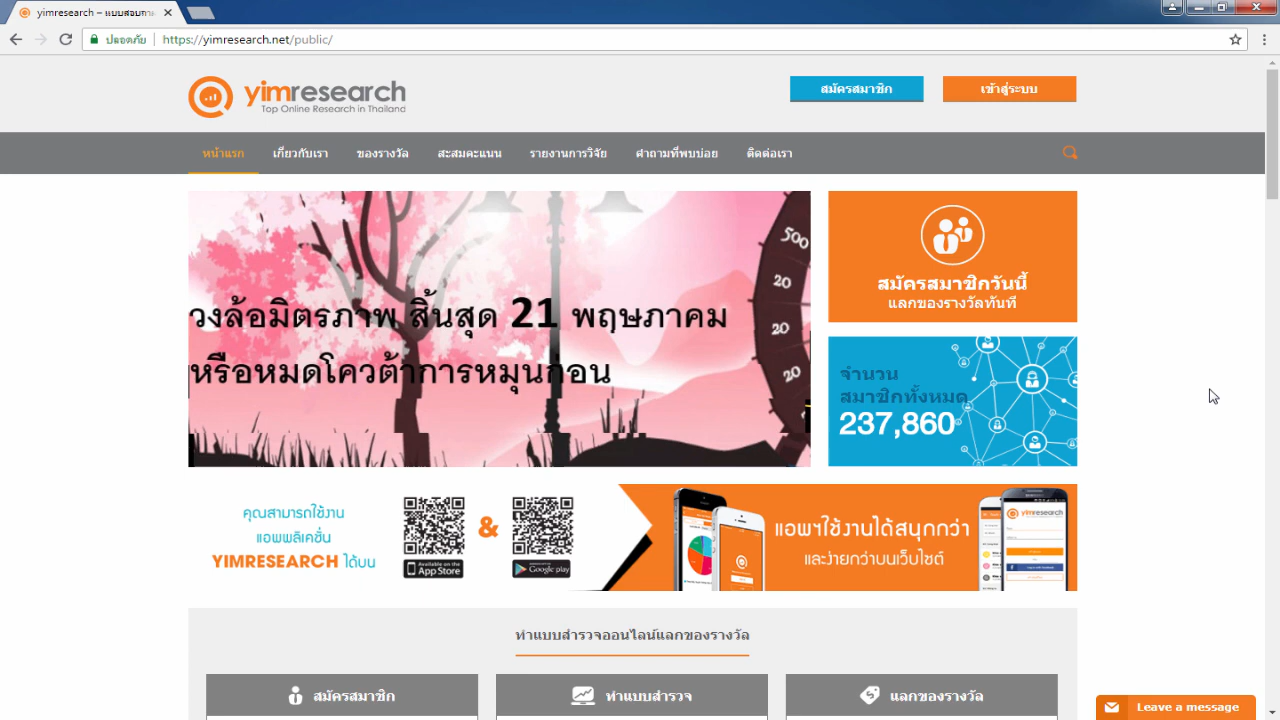 yimresearch – แบบสอบถาม
ปลอดภัย | https://yimresearch.net/public/
yimresearch
Top Online Research in Thailand
สมัครสมาชิก
เข้าสู่ระบบ
หน้าแรก เกี่ยวกับเรา ของรางวัล สะสมคะแนน รายงานการวิจัย คำถามที่พบบ่อย ติดต่อเรา
500
20
20
20
วงล้อมิตรภาพ สิ้นสุด 21 พฤษภาคม
หรือหมดโควต้าการหมุนก่อน
สมัครสมาชิกวันนี้
แลกของรางวัลทันที
จำนวน
สมาชิกทั้งหมด
237,860
คุณสามารถใช้งาน
แอพพลิเคชั่น
YIMRESEARCH ได้บน
&
Available on the
App Store
Google play
แอพฯใช้งานได้สนุกกว่า
และง่ายกว่าบนเว็บไซต์
yimresearch
ทำแบบสำรวจออนไลน์แลกของรางวัล
สมัครสมาชิก
ทำแบบสำรวจ
แลกของรางวัล
Leave a message